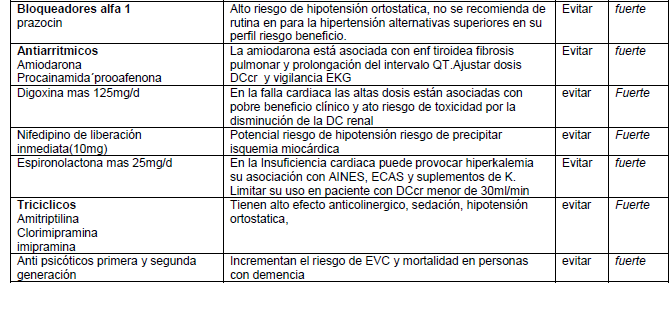 Bloqueadores alfa 1
prazocin
Alto riesgo de hipotensión ortostatica, no se recomienda de
rutina en para la hipertensión alternativas superiores en su
perfil riesgo beneficio.
Evitar
fuerte
Antiarritmicos
Amiodarona
Procainamida´prooafenona
La amiodarona está asociada con enf tiroidea fibrosis
pulmonar y prolongación del intervalo QT.Ajustar dosis
DCcr y vigilancia EKG
Evitar
fuerte
Digoxina mas 125mg/d
En la falla cardiaca las altas dosis están asociadas con
pobre beneficio clínico y ato riesgo de toxicidad por la
disminución de la DC renal
evitar
Fuerte
Nifedipino de liberación
inmediata(10mg)
Potencial riesgo de hipotensión riesgo de precipitar
isquemia miocárdica
evitar
Fuerte
Espironolactona mas 25mg/d
En la Insuficiencia cardiaca puede provocar hiperkalemia
su asociación con AINES, ECAS y suplementos de K.
Limitar su uso en paciente con DCcr menor de 30ml/min
Evitar
fuerte
Triciclicos
Amitriptilina
Clorimipramina
imipramina
Tienen alto efecto anticolinergico, sedación, hipotensión
ortostatica,
evitar
Fuerte
Anti psicóticos primera y segunda
generación
Incrementan el riesgo de EVC y mortalidad en personas
con demencia
evitar
fuerte